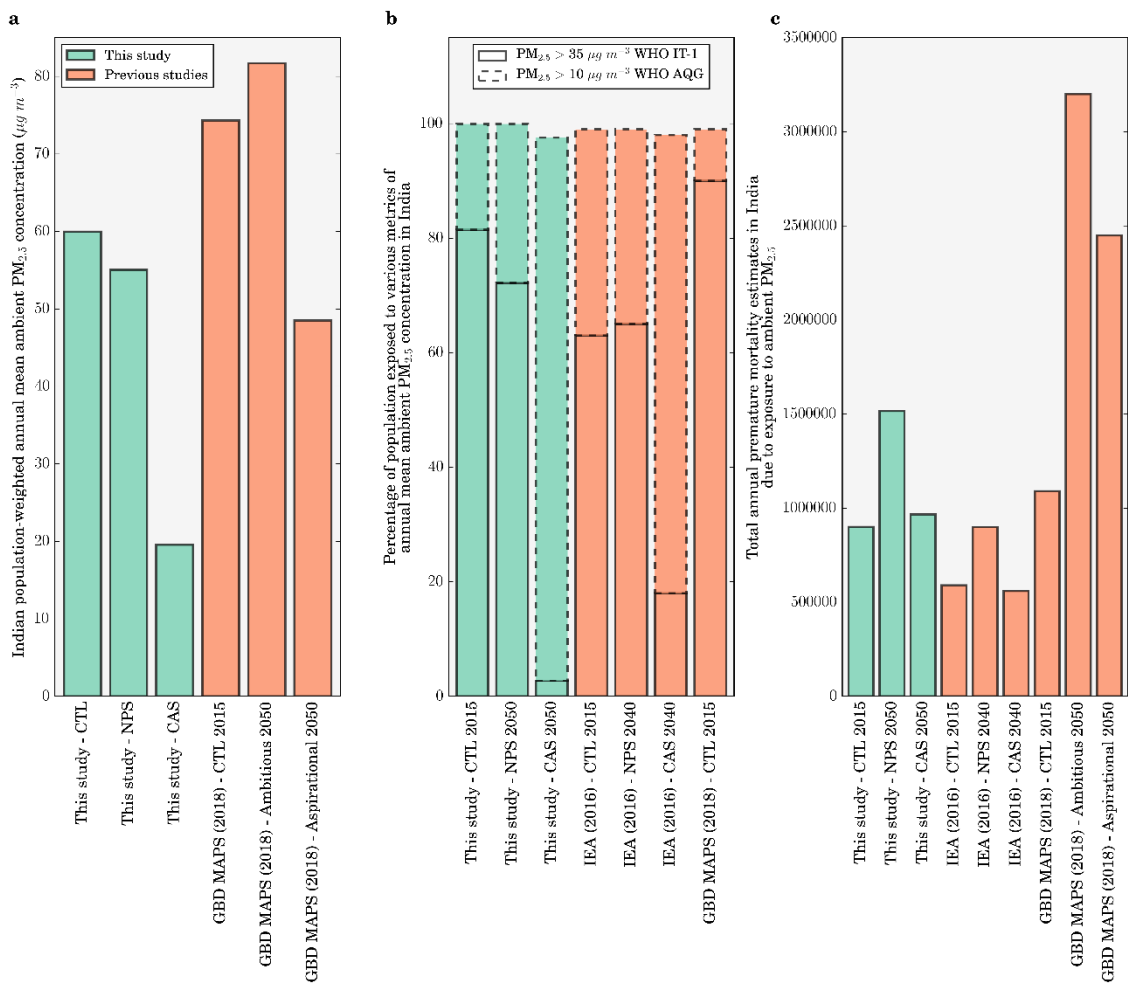 a
This study
Previous studies
Indian population-weighted annual mean ambient PM2.5 concentration (μg m−3)
80
70
60
50
40
30
20
10
0
This study - CTL
This study - NPS
This study - CAS
GBD MAPS (2018) - CTL 2015
GBD MAPS (2018) - Ambitious 2050
GBD MAPS (2018) - Aspirational 2050
b
PM2.5 > 35 μg m−3 WHO IT-1
PM2.5 > 10 μg m−3 WHO AQG
Percentage of population exposed to various metrics of
annual mean ambient PM2.5 concentration in India
100
80
60
40
20
0
This study - CTL 2015
This study - NPS 2050
This study - CAS 2050
IEA (2016) - CTL 2015
IEA (2016) - NPS 2040
IEA (2016) - CAS 2040
GBD MAPS (2018) - CTL 2015
c
Total annual premature mortality estimates in India
due to exposure to ambient PM2.5
3500000
3000000
2500000
2000000
1500000
1000000
500000
0
This study - CTL 2015
This study - NPS 2050
This study - CAS 2050
IEA (2016) - CTL 2015
IEA (2016) - NPS 2040
IEA (2016) - CAS 2040
GBD MAPS (2018) - CTL 2015
GBD MAPS (2018) - Ambitious 2050
GBD MAPS (2018) - Aspirational 2050